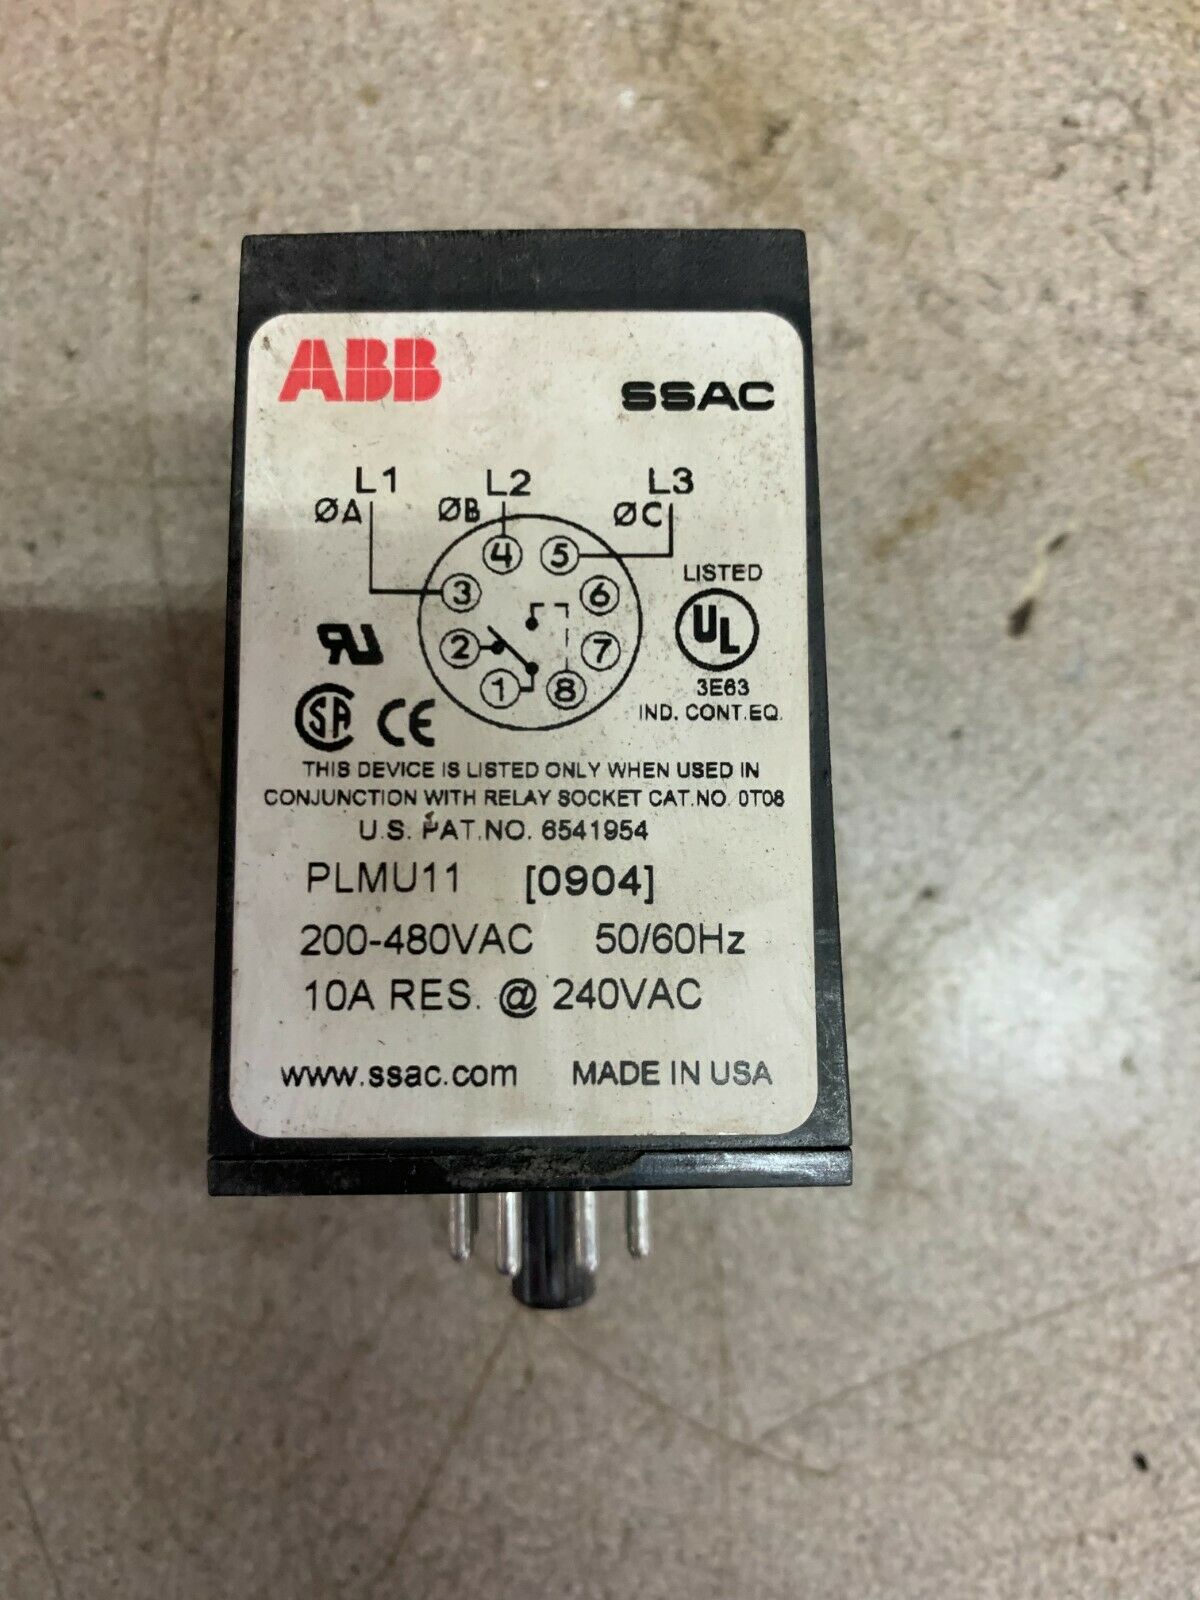 ABB SSAC
L1 L2 L3
ØA ØB ØC
4 5
3 6
2 7
1 8
LISTED
UL
3E63
IND. CONT.EQ.
RU
SA CE
THIS DEVICE IS LISTED ONLY WHEN USED IN
CONJUNCTION WITH RELAY SOCKET CAT.NO. 0T08
U.S. PAT.NO. 6541954
PLMU11 [0904]
200-480VAC 50/60Hz
10A RES. @ 240VAC
www.ssac.com MADE IN USA